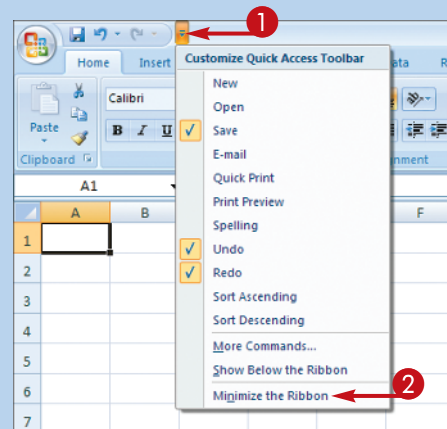 1
Home Insert ata R
Customize Quick Access Toolbar
New
Open
Save
E-mail
Quick Print
Print Preview
Spelling
Undo
Redo
Sort Ascending
Sort Descending
More Commands...
Show Below the Ribbon
Minimize the Ribbon
2
Paste
Calibri
B I U
Clipboard
nment
A1
A B F
1
2
3
4
5
6
7